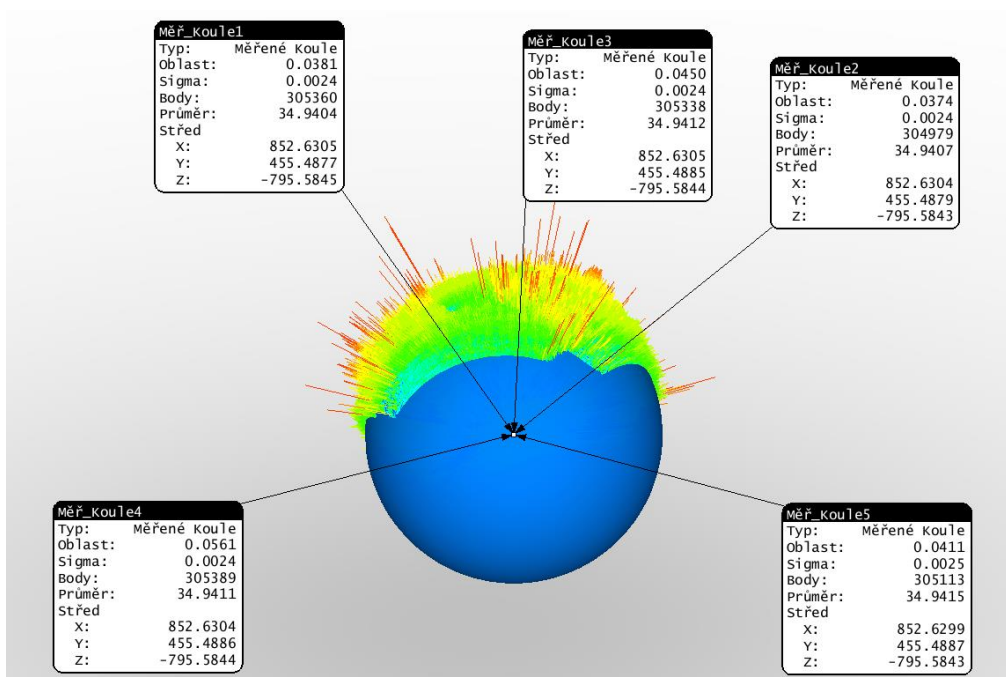 Měř_Koule1
Typ: Měřené Koule
Oblast: 0.0381
Sigma: 0.0024
Body: 305360
Průměr: 34.9404
Střed
X: 852.6305
Y: 455.4877
Z: -795.5845
Měř_Koule3
Typ: Měřené Koule
Oblast: 0.0450
Sigma: 0.0024
Body: 305338
Průměr: 34.9412
Střed
X: 852.6305
Y: 455.4885
Z: -795.5844
Měř_Koule2
Typ: Měřené Koule
Oblast: 0.0374
Sigma: 0.0024
Body: 304979
Průměr: 34.9407
Střed
X: 852.6304
Y: 455.4879
Z: -795.5843
Měř_Koule4
Typ: Měřené Koule
Oblast: 0.0561
Sigma: 0.0024
Body: 305389
Průměr: 34.9411
Střed
X: 852.6304
Y: 455.4886
Z: -795.5844
Měř_Koule5
Typ: Měřené Koule
Oblast: 0.0411
Sigma: 0.0025
Body: 305113
Průměr: 34.9415
Střed
X: 852.6299
Y: 455.4887
Z: -795.5843